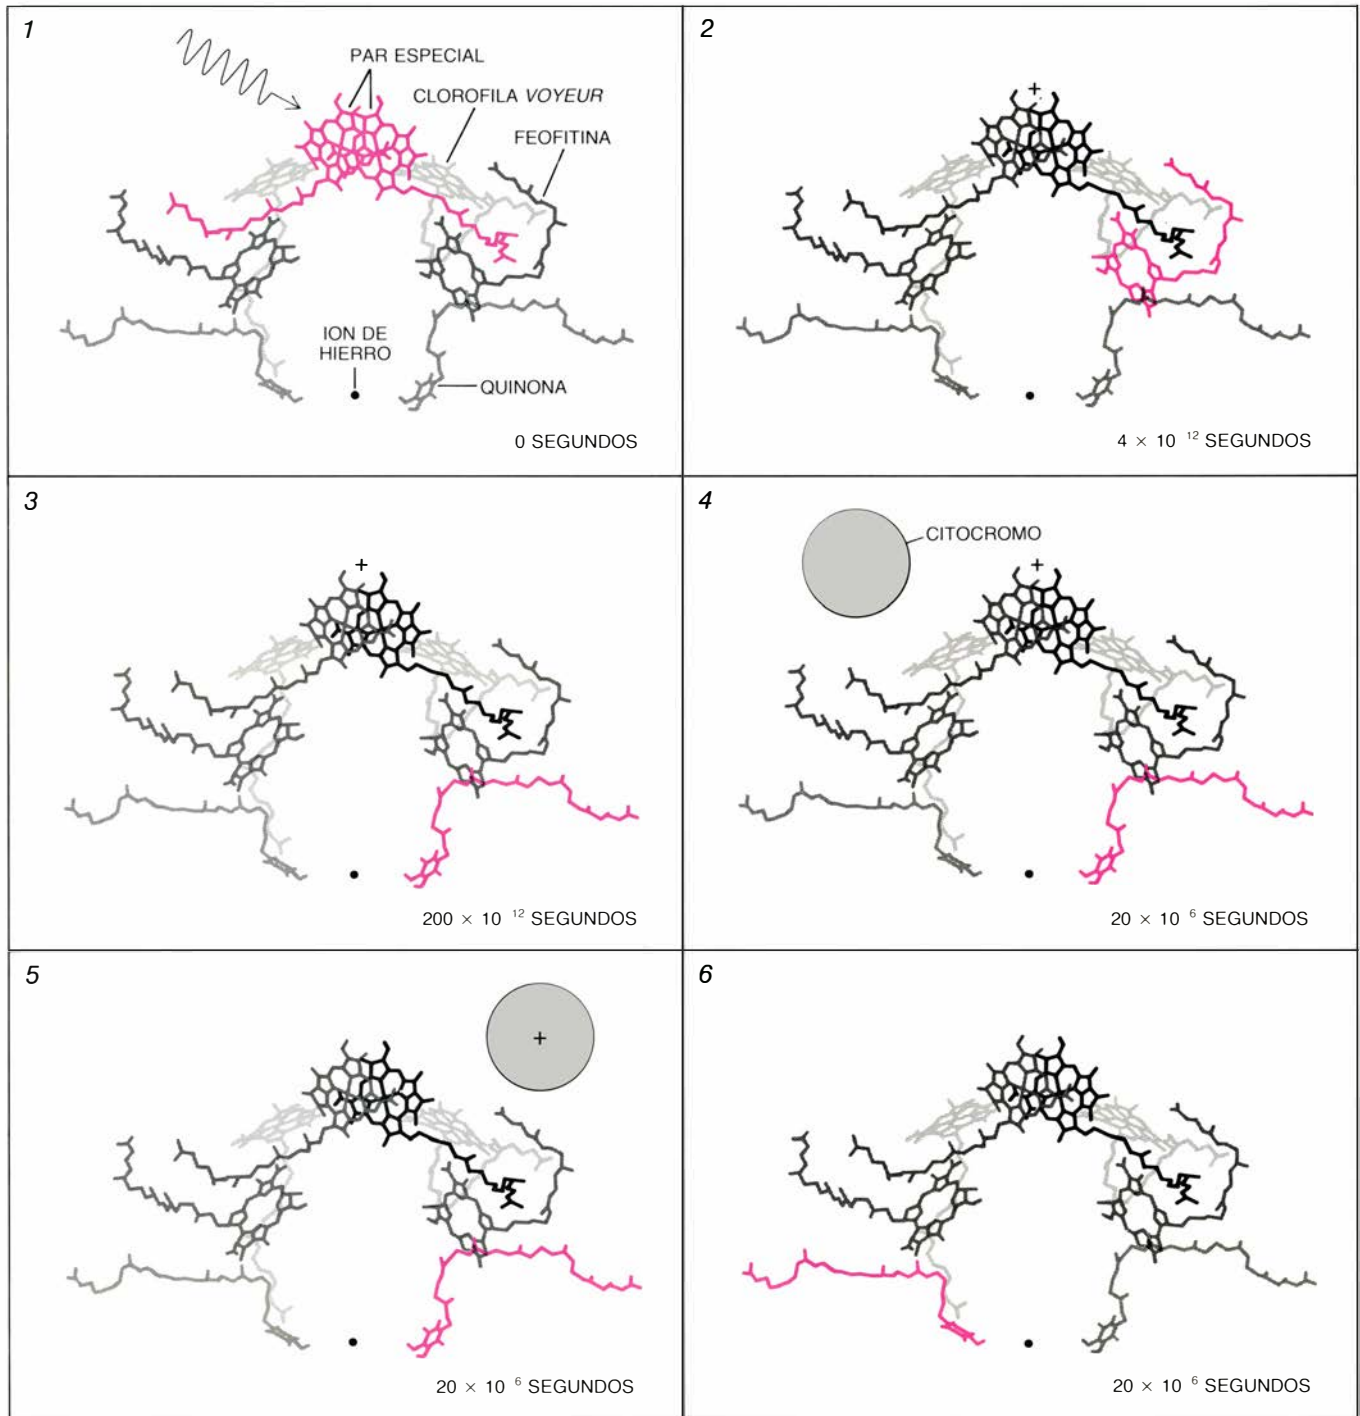 1
PAR ESPECIAL
CLOROFILA VOYEUR
FEOFITINA
ION DE
HIERRO
QUINONA
0 SEGUNDOS
2
+
4 × 10 12 SEGUNDOS
3
+
200 × 10 12 SEGUNDOS
4
CITOCROMO
+
20 × 10 6 SEGUNDOS
5
+
20 × 10 6 SEGUNDOS
6
20 × 10 6 SEGUNDOS